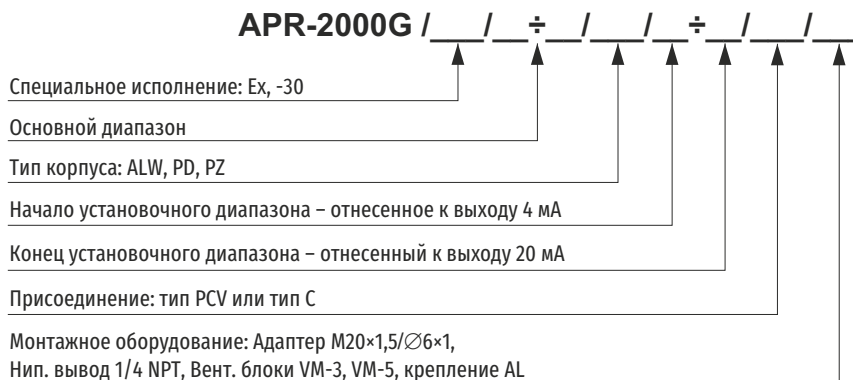 APR-2000G /___/__÷__/___/__÷__/___/___
Специальное исполнение: Ex, -30
Основной диапазон
Тип корпуса: ALW, PD, PZ
Начало установочного диапазона – отнесенное к выходу 4 мА
Конец установочного диапазона – отнесенный к выходу 20 мА
Присоединение: тип PCV или тип C
Монтажное оборудование: Адаптер M20×1,5/∅6×1,
Нип. вывод 1/4 NPT, Вент. блоки VM-3, VM-5, крепление AL